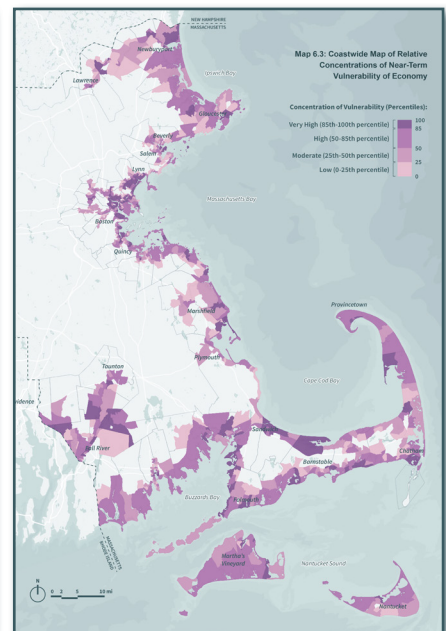 NEW HAMPSHIRE
MASSACHUSETTS
Newburyport
Map 6.3: Coastwide Map of Relative
Concentrations of Near-Term
Vulnerability of Economy
Lawrence
Ipswich Bay
Concentration of Vulnerability (Percentiles):
Very High (85th-100th percentile)
100
85
High (50-85th percentile)
50
Moderate (25th-50th percentile)
25
Low (0-25th percentile)
0
Gloucester
Beverly
Salem
Lynn
Massachusetts Bay
Boston
Quincy
Marshfield
Provincetown
Plymouth
Taunton
Cape Cod Bay
vidence
Fall River
Chatham
Barnstable
Buzzards Bay
Falmouth
MASSACHUSETTS
RHODE ISLAND
Martha's
Vineyard
Nantucket Sound
Nantucket
N
0 2 5 10 mi